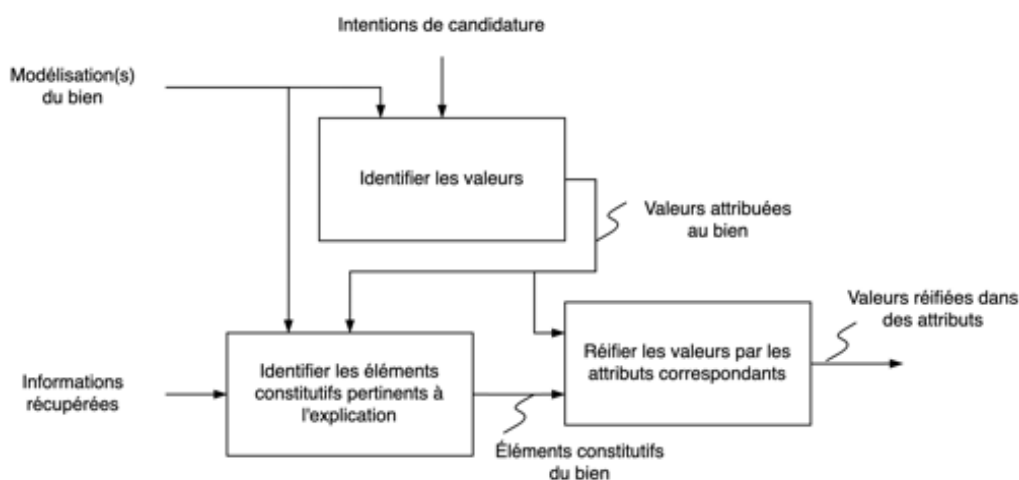 Intentions de candidature
Modélisation(s)
du bien
Identifier les valeurs
Valeurs attribuées
au bien
Valeurs réifiées dans
des attributs
Réifier les valeurs par les
attributs correspondants
Identifier les éléments
constitutifs pertinents à
l'explication
Informations
récupérées
Éléments constitutifs
du bien